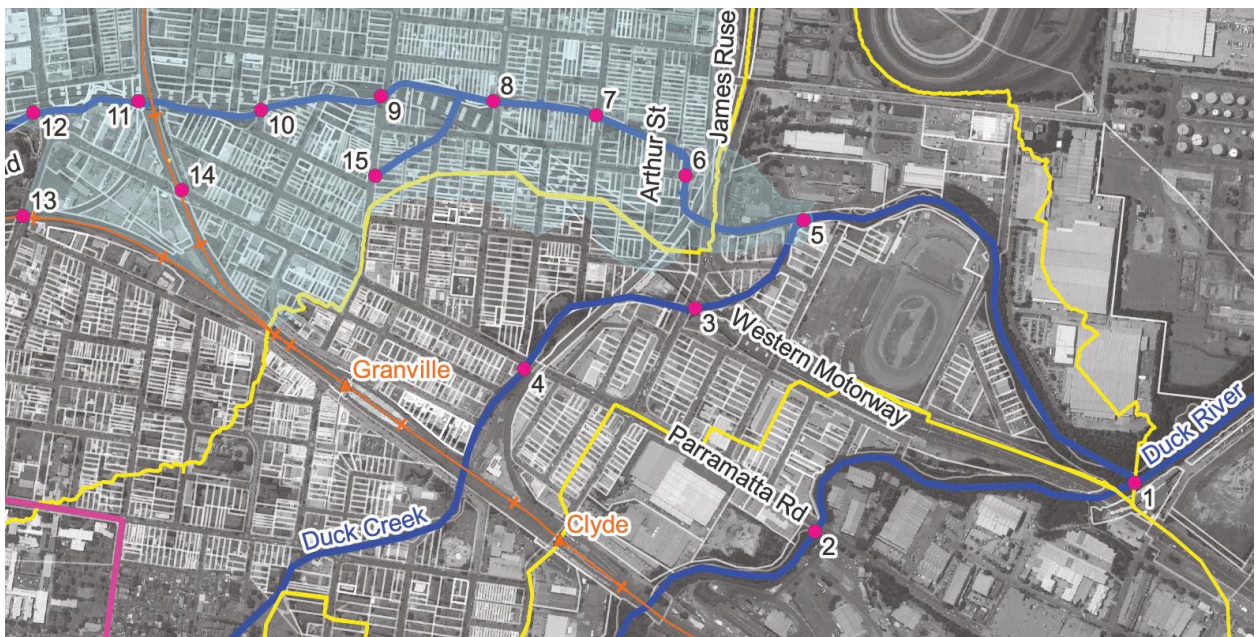 8
9
11
12
10
7
James Ruse
Arthur St
15
6
14
d
13
5
3
Western Motorway
4
Granville
Duck River
Parramatta Rd
1
Duck Creek
Clyde
2